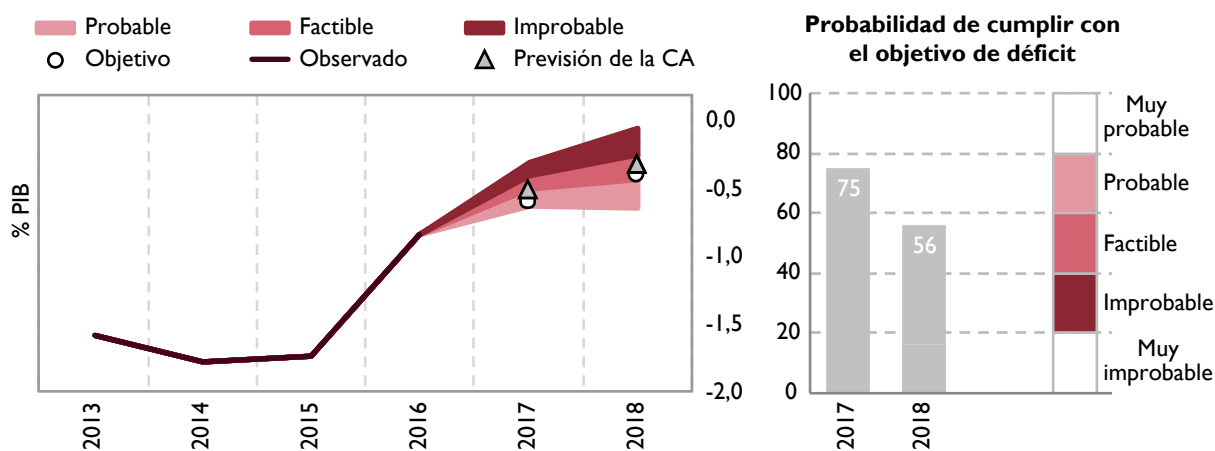 Probable
Factible
Improbable
Objetivo
Observado
Previsión de la CA
% PIB
0,0
-0,5
-1,0
-1,5
-2,0
2013
2014
2015
2016
2017
2018
Probabilidad de cumplir con
el objetivo de déficit
100
80
60
40
20
0
75
56
2017
2018
Muy
probable
Probable
Factible
Improbable
Muy
improbable